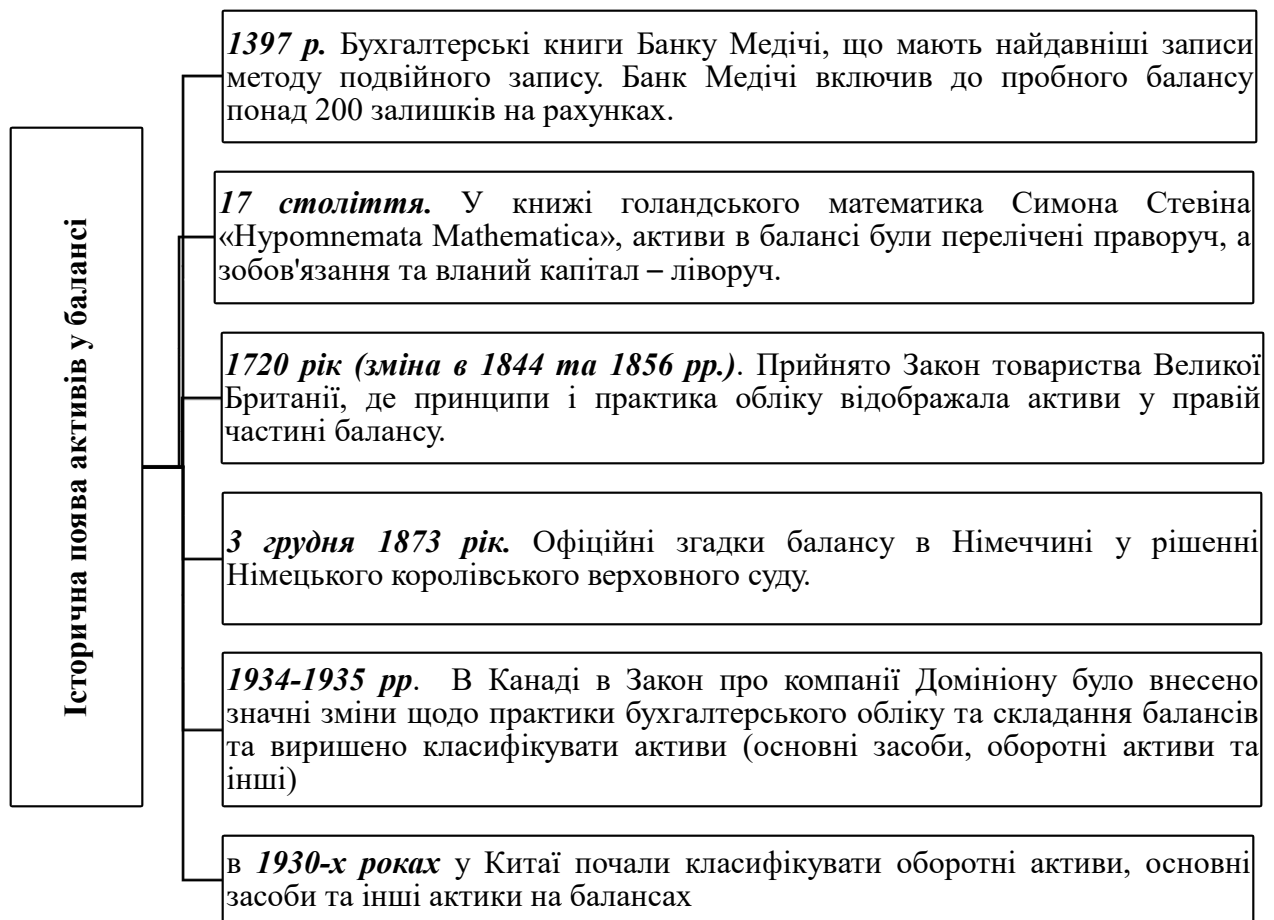 Історична поява активів у балансі
1397 р. Бухгалтерські книги Банку Медічі, що мають найдавніші записи
методу подвійного запису. Банк Медічі включив до пробного балансу
понад 200 залишків на рахунках.
17 століття. У книжі голандського математика Симона Стевіна
«Hypomnemata Mathematica», активи в балансі були перелічені праворуч, а
зобов'язання та вланий капітал – ліворуч.
1720 рік (зміна в 1844 та 1856 рр.). Прийнято Закон товариства Великої
Британії, де принципи і практика обліку відображала активи у правій
частині балансу.
3 грудня 1873 рік. Офіційні згадки балансу в Німеччині у рішенні
Німецького королівського верховного суду.
1934-1935 рр. В Канаді в Закон про компанії Домініону було внесено
значні зміни щодо практики бухгалтерського обліку та складання балансів
та виришено класифікувати активи (основні засоби, оборотні активи та
інші)
в 1930-х роках у Китаї почали класифікувати оборотні активи, основні
засоби та інші актики на балансах